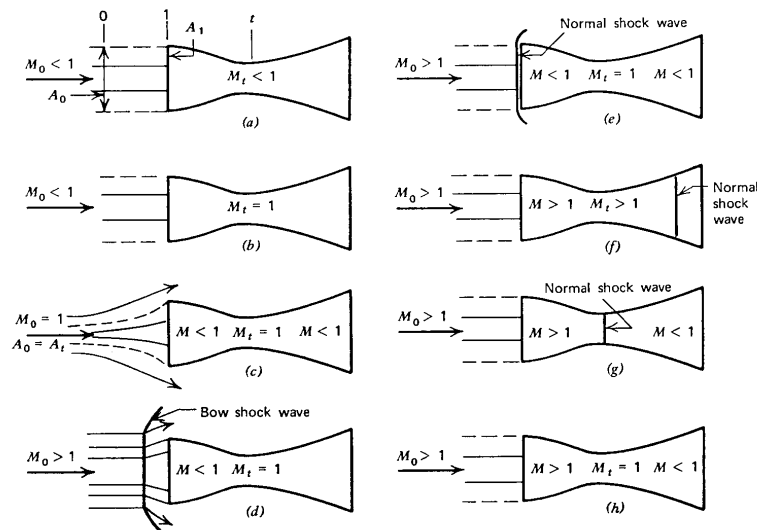 0 1 A₁ t
M₀ < 1
Mₜ < 1
A₀
(a)
M₀ < 1
Mₜ = 1
(b)
M₀ = 1
A₀ = Aₜ
M < 1 Mₜ = 1 M < 1
(c)
Bow shock wave
M₀ > 1
M < 1 Mₜ = 1
(d)
Normal shock wave
M₀ > 1
M < 1 Mₜ = 1 M < 1
(e)
M₀ > 1
M > 1 Mₜ > 1
Normal
shock
wave
(f)
Normal shock wave
M₀ > 1
M > 1 M < 1
(g)
M₀ > 1
M > 1 Mₜ = 1 M < 1
(h)